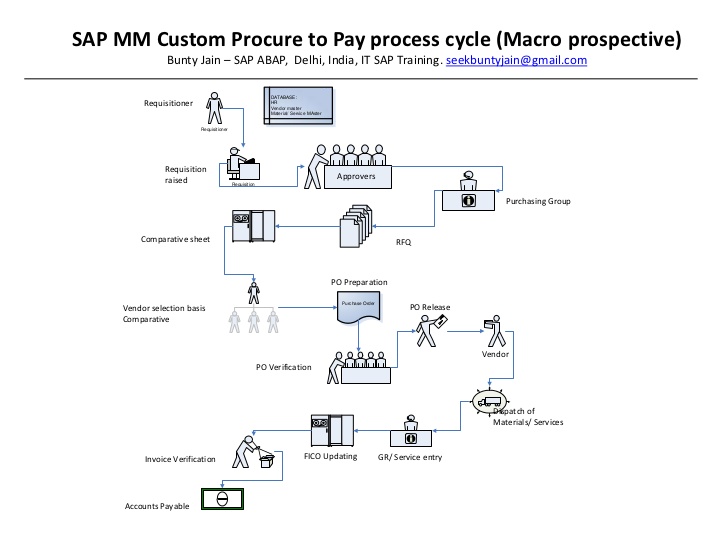 SAP MM Custom Procure to Pay process cycle (Macro prospective)
Bunty Jain – SAP ABAP, Delhi, India, IT SAP Training. seekbuntyjain@gmail.com
Requisitioner
Requisitioner
DATABASE:
HR
Vendor master
Material/ Service MAster
Requisition
raised
Requisition
Approvers
Purchasing Group
Comparative sheet
RFQ
PO Preparation
Vendor selection basis
Comparative
Purchase Order
PO Release
Vendor
PO Verification
Dispatch of
Materials/ Services
Invoice Verification
FICO Updating
GR/ Service entry
Accounts Payable